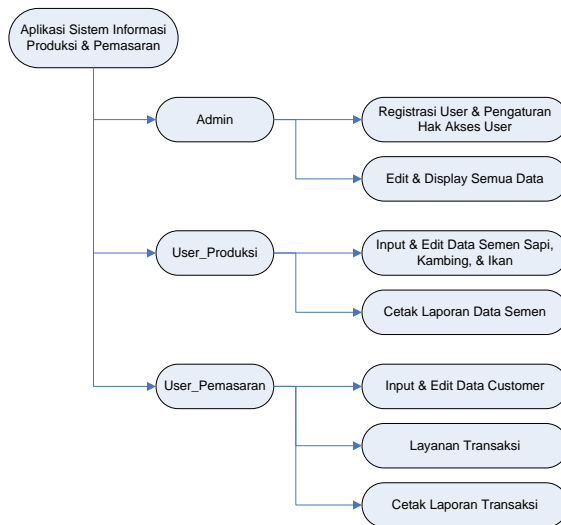 Aplikasi Sistem Informasi
Produksi & Pemasaran
Admin
Registrasi User & Pengaturan
Hak Akses User
Edit & Display Semua Data
User_Produksi
Input & Edit Data Semen Sapi,
Kambing, & Ikan
Cetak Laporan Data Semen
User_Pemasaran
Input & Edit Data Customer
Layanan Transaksi
Cetak Laporan Transaksi